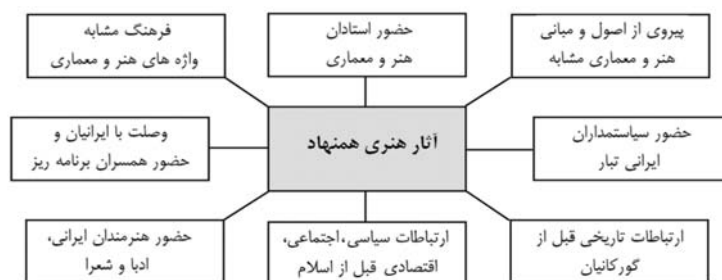 پیروی از اصول و مبانی
هنر و معماری مشابه
حضور استادان
هنر و معماری
فرهنگ مشابه
واژه های هنر و معماری
حضور سیاستمداران
ایرانی تبار
آثار هنری همنهاد
وصلت با ایرانیان و
حضور همسران برنامه ریز
ارتباطات تاریخی قبل از
گورکانیان
ارتباطات سیاسی،اجتماعی،
اقتصادی قبل از اسلام
حضور هنرمندان ایرانی،
ادبا و شعرا